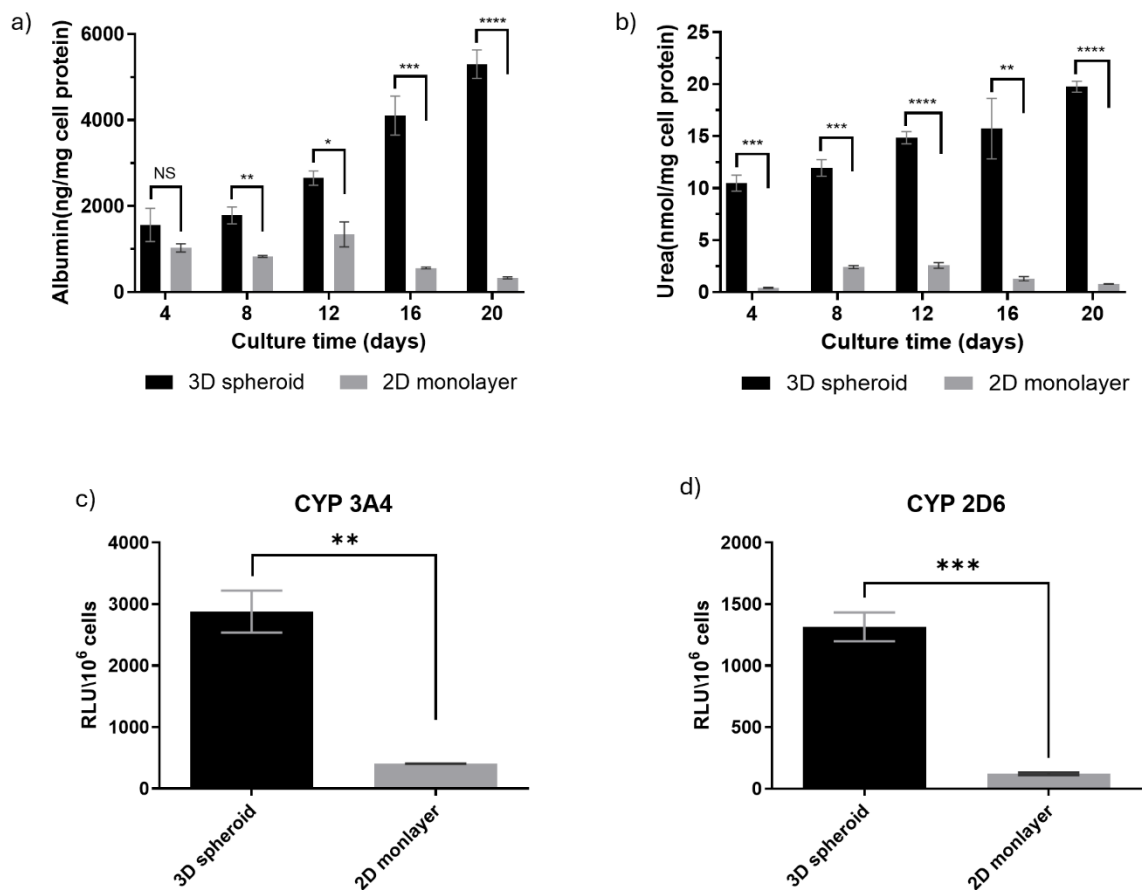 a)
Albumin(ng/mg cell protein)
6000
4000
2000
0
NS
**
*
***
****
4 8 12 16 20
Culture time (days)
3D spheroid 2D monolayer
b)
Urea(nmol/mg cell protein)
25
20
15
10
5
0
***
***
****
**
****
4 8 12 16 20
Culture time (days)
3D spheroid 2D monolayer
c)
CYP 3A4
RLU\10⁶ cells
4000
3000
2000
1000
0
**
3D spheroid
2D monlayer
d)
CYP 2D6
RLU\10⁶ cells
2000
1500
1000
500
0
***
3D spheroid
2D monlayer